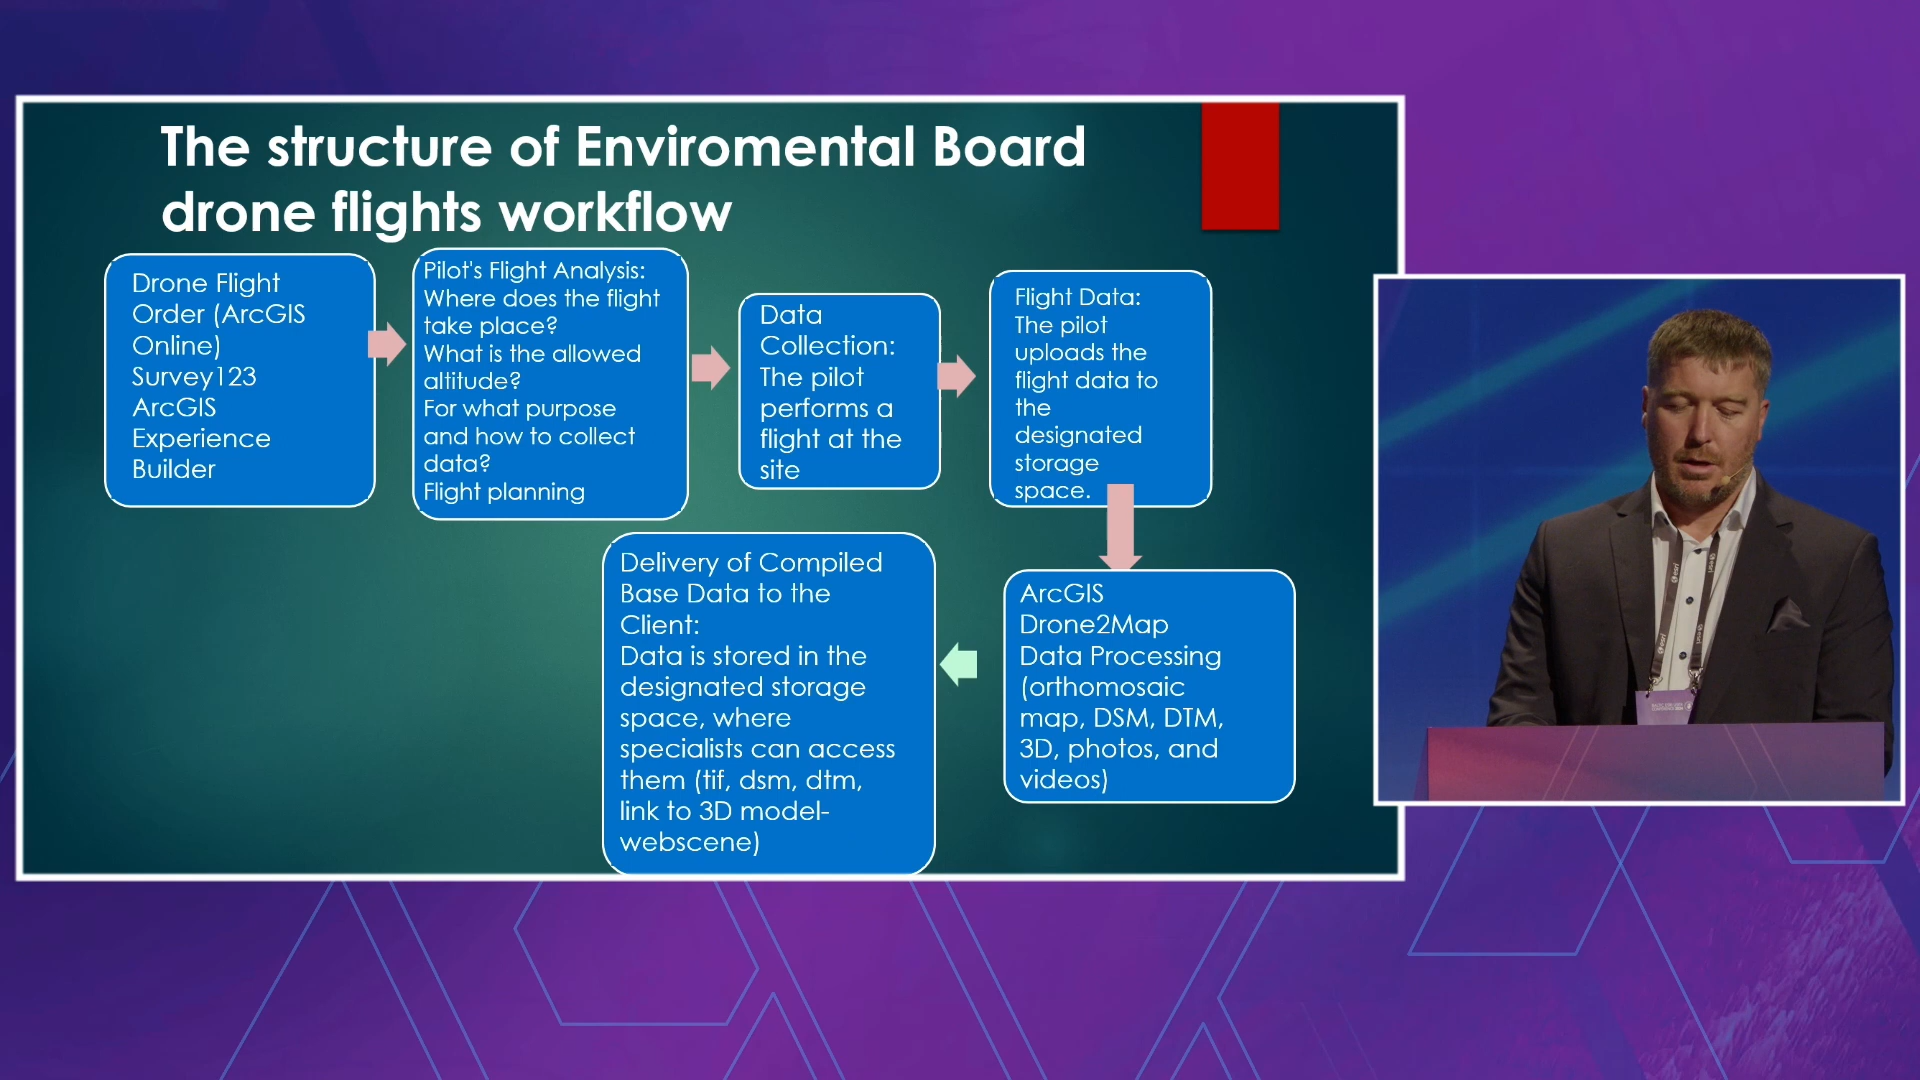 The structure of Enviromental Board
drone flights workflow
Drone Flight
Order (ArcGIS
Online)
Survey123
ArcGIS
Experience
Builder
Pilot's Flight Analysis:
Where does the flight
take place?
What is the allowed
altitude?
For what purpose
and how to collect
data?
Flight planning
Data
Collection:
The pilot
performs a
flight at the
site
Flight Data:
The pilot
uploads the
flight data to
the
designated
storage
space.
ArcGIS
Drone2Map
Data Processing
(orthomosaic
map, DSM, DTM,
3D, photos, and
videos)
Delivery of Compiled
Base Data to the
Client:
Data is stored in the
designated storage
space, where
specialists can access
them (tif, dsm, dtm,
link to 3D model-
webscene)
esri
esri
esri